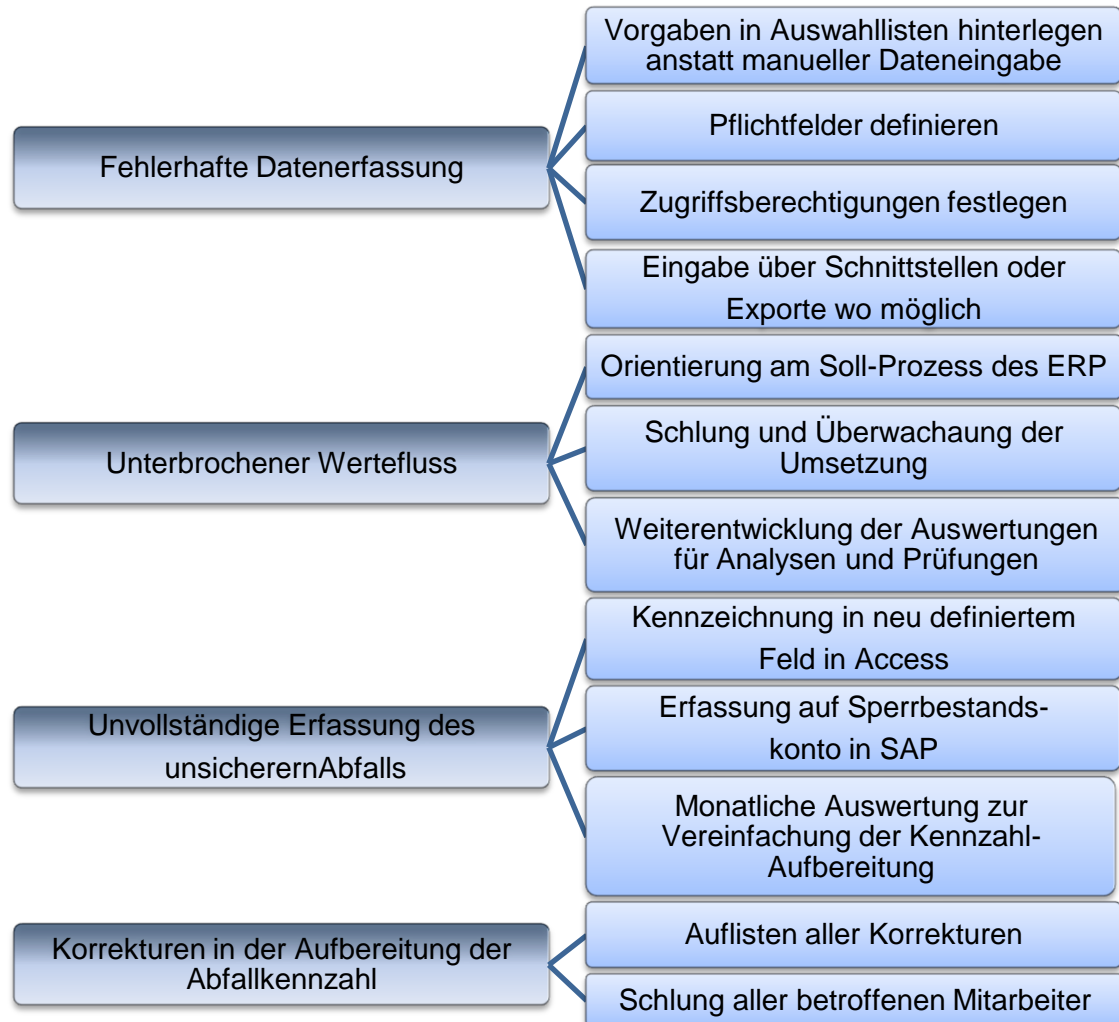 Vorgaben in Auswahllisten hinterlegen
anstatt manueller Dateneingabe
Pflichtfelder definieren
Fehlerhafte Datenerfassung
Zugriffsberechtigungen festlegen
Eingabe über Schnittstellen oder
Exporte wo möglich
Orientierung am Soll-Prozess des ERP
Unterbrochener Wertefluss
Schlung und Überwachaung der
Umsetzung
Weiterentwicklung der Auswertungen
für Analysen und Prüfungen
Kennzeichnung in neu definiertem
Feld in Access
Unvollständige Erfassung des
unsicherernAbfalls
Erfassung auf Sperrbestands-
konto in SAP
Monatliche Auswertung zur
Vereinfachung der Kennzahl-
Aufbereitung
Korrekturen in der Aufbereitung der
Abfallkennzahl
Auflisten aller Korrekturen
Schlung aller betroffenen Mitarbeiter